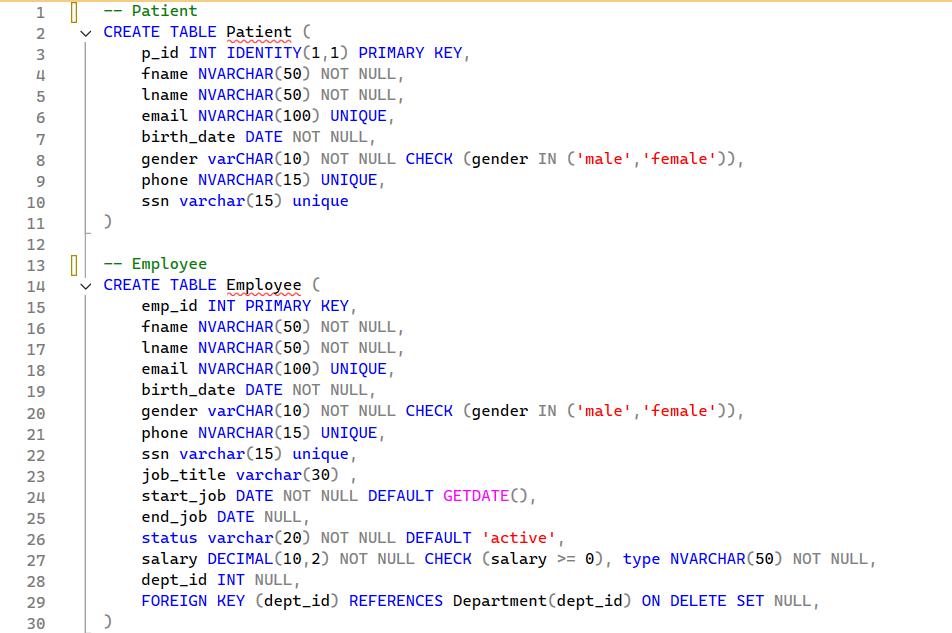 1 -- Patient
2 CREATE TABLE Patient (
3 p_id INT IDENTITY(1,1) PRIMARY KEY,
4 fname NVARCHAR(50) NOT NULL,
5 lname NVARCHAR(50) NOT NULL,
6 email NVARCHAR(100) UNIQUE,
7 birth_date DATE NOT NULL,
8 gender varCHAR(10) NOT NULL CHECK (gender IN ('male','female')),
9 phone NVARCHAR(15) UNIQUE,
10 ssn varchar(15) unique
11 )
12
13 -- Employee
14 CREATE TABLE Employee (
15 emp_id INT PRIMARY KEY,
16 fname NVARCHAR(50) NOT NULL,
17 lname NVARCHAR(50) NOT NULL,
18 email NVARCHAR(100) UNIQUE,
19 birth_date DATE NOT NULL,
20 gender varCHAR(10) NOT NULL CHECK (gender IN ('male','female')),
21 phone NVARCHAR(15) UNIQUE,
22 ssn varchar(15) unique,
23 job_title varchar(30) ,
24 start_job DATE NOT NULL DEFAULT GETDATE(),
25 end_job DATE NULL,
26 status varchar(20) NOT NULL DEFAULT 'active',
27 salary DECIMAL(10,2) NOT NULL CHECK (salary >= 0), type NVARCHAR(50) NOT NULL,
28 dept_id INT NULL,
29 FOREIGN KEY (dept_id) REFERENCES Department(dept_id) ON DELETE SET NULL,
30 )